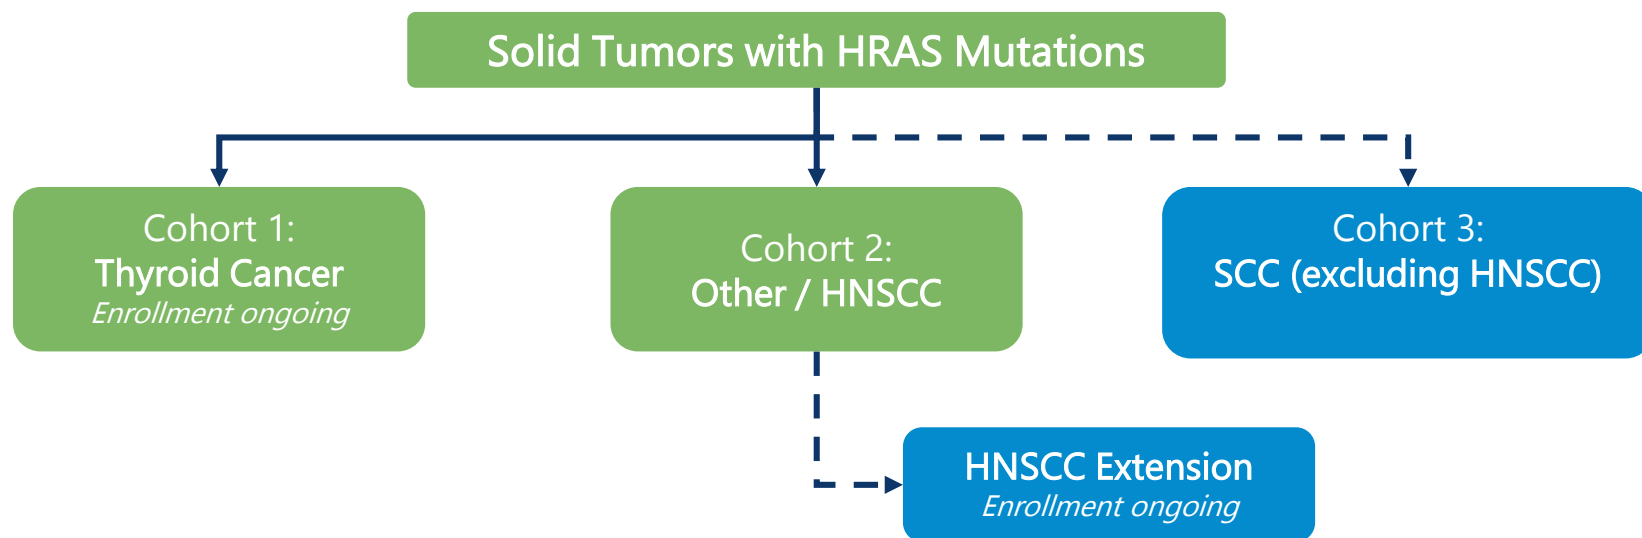 Solid Tumors with HRAS Mutations
Cohort 1:
Thyroid Cancer
Enrollment ongoing
Cohort 2:
Other / HNSCC
Cohort 3:
SCC (excluding HNSCC)
HNSCC Extension
Enrollment ongoing